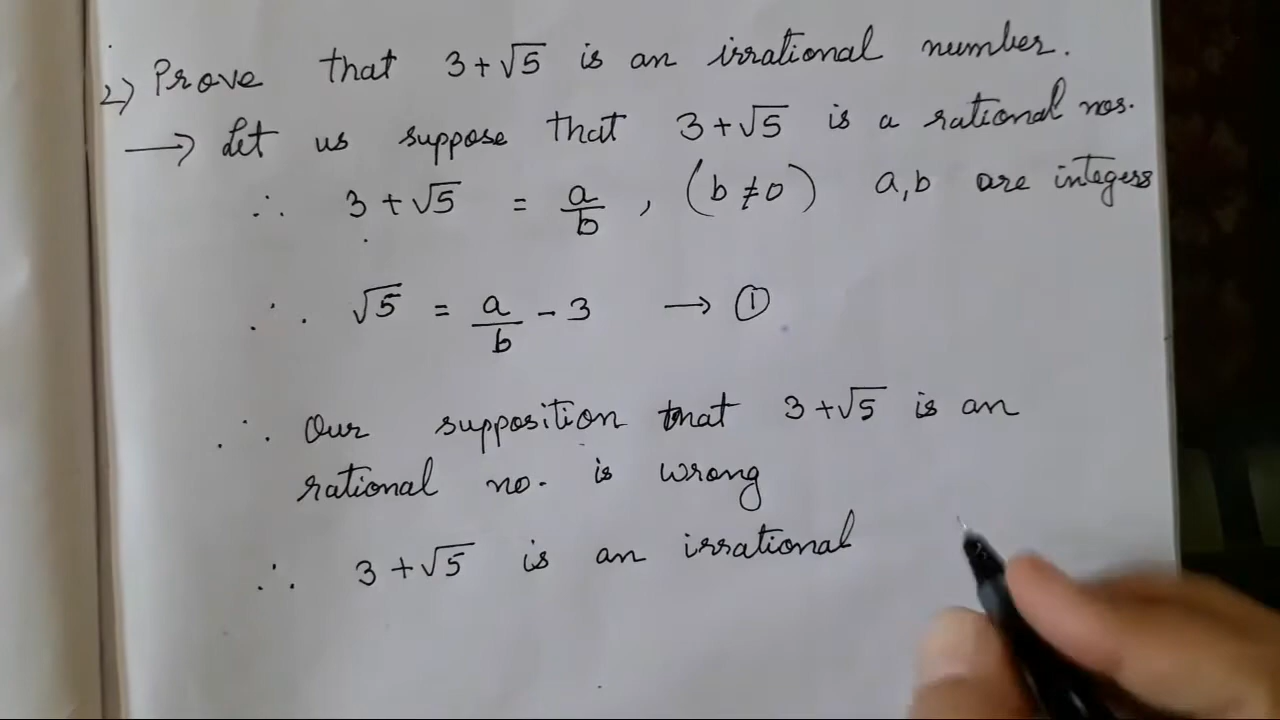 2) Prove that 3+√5 is an irrational number.
→ Let us suppose that 3+√5 is a rational nos.
∴ 3+√5 = a/b , (b≠0) a,b are integers
∴ √5 = a/b - 3 → ①
∴ Our supposition that 3+√5 is an
rational no. is wrong
∴ 3+√5 is an irrational